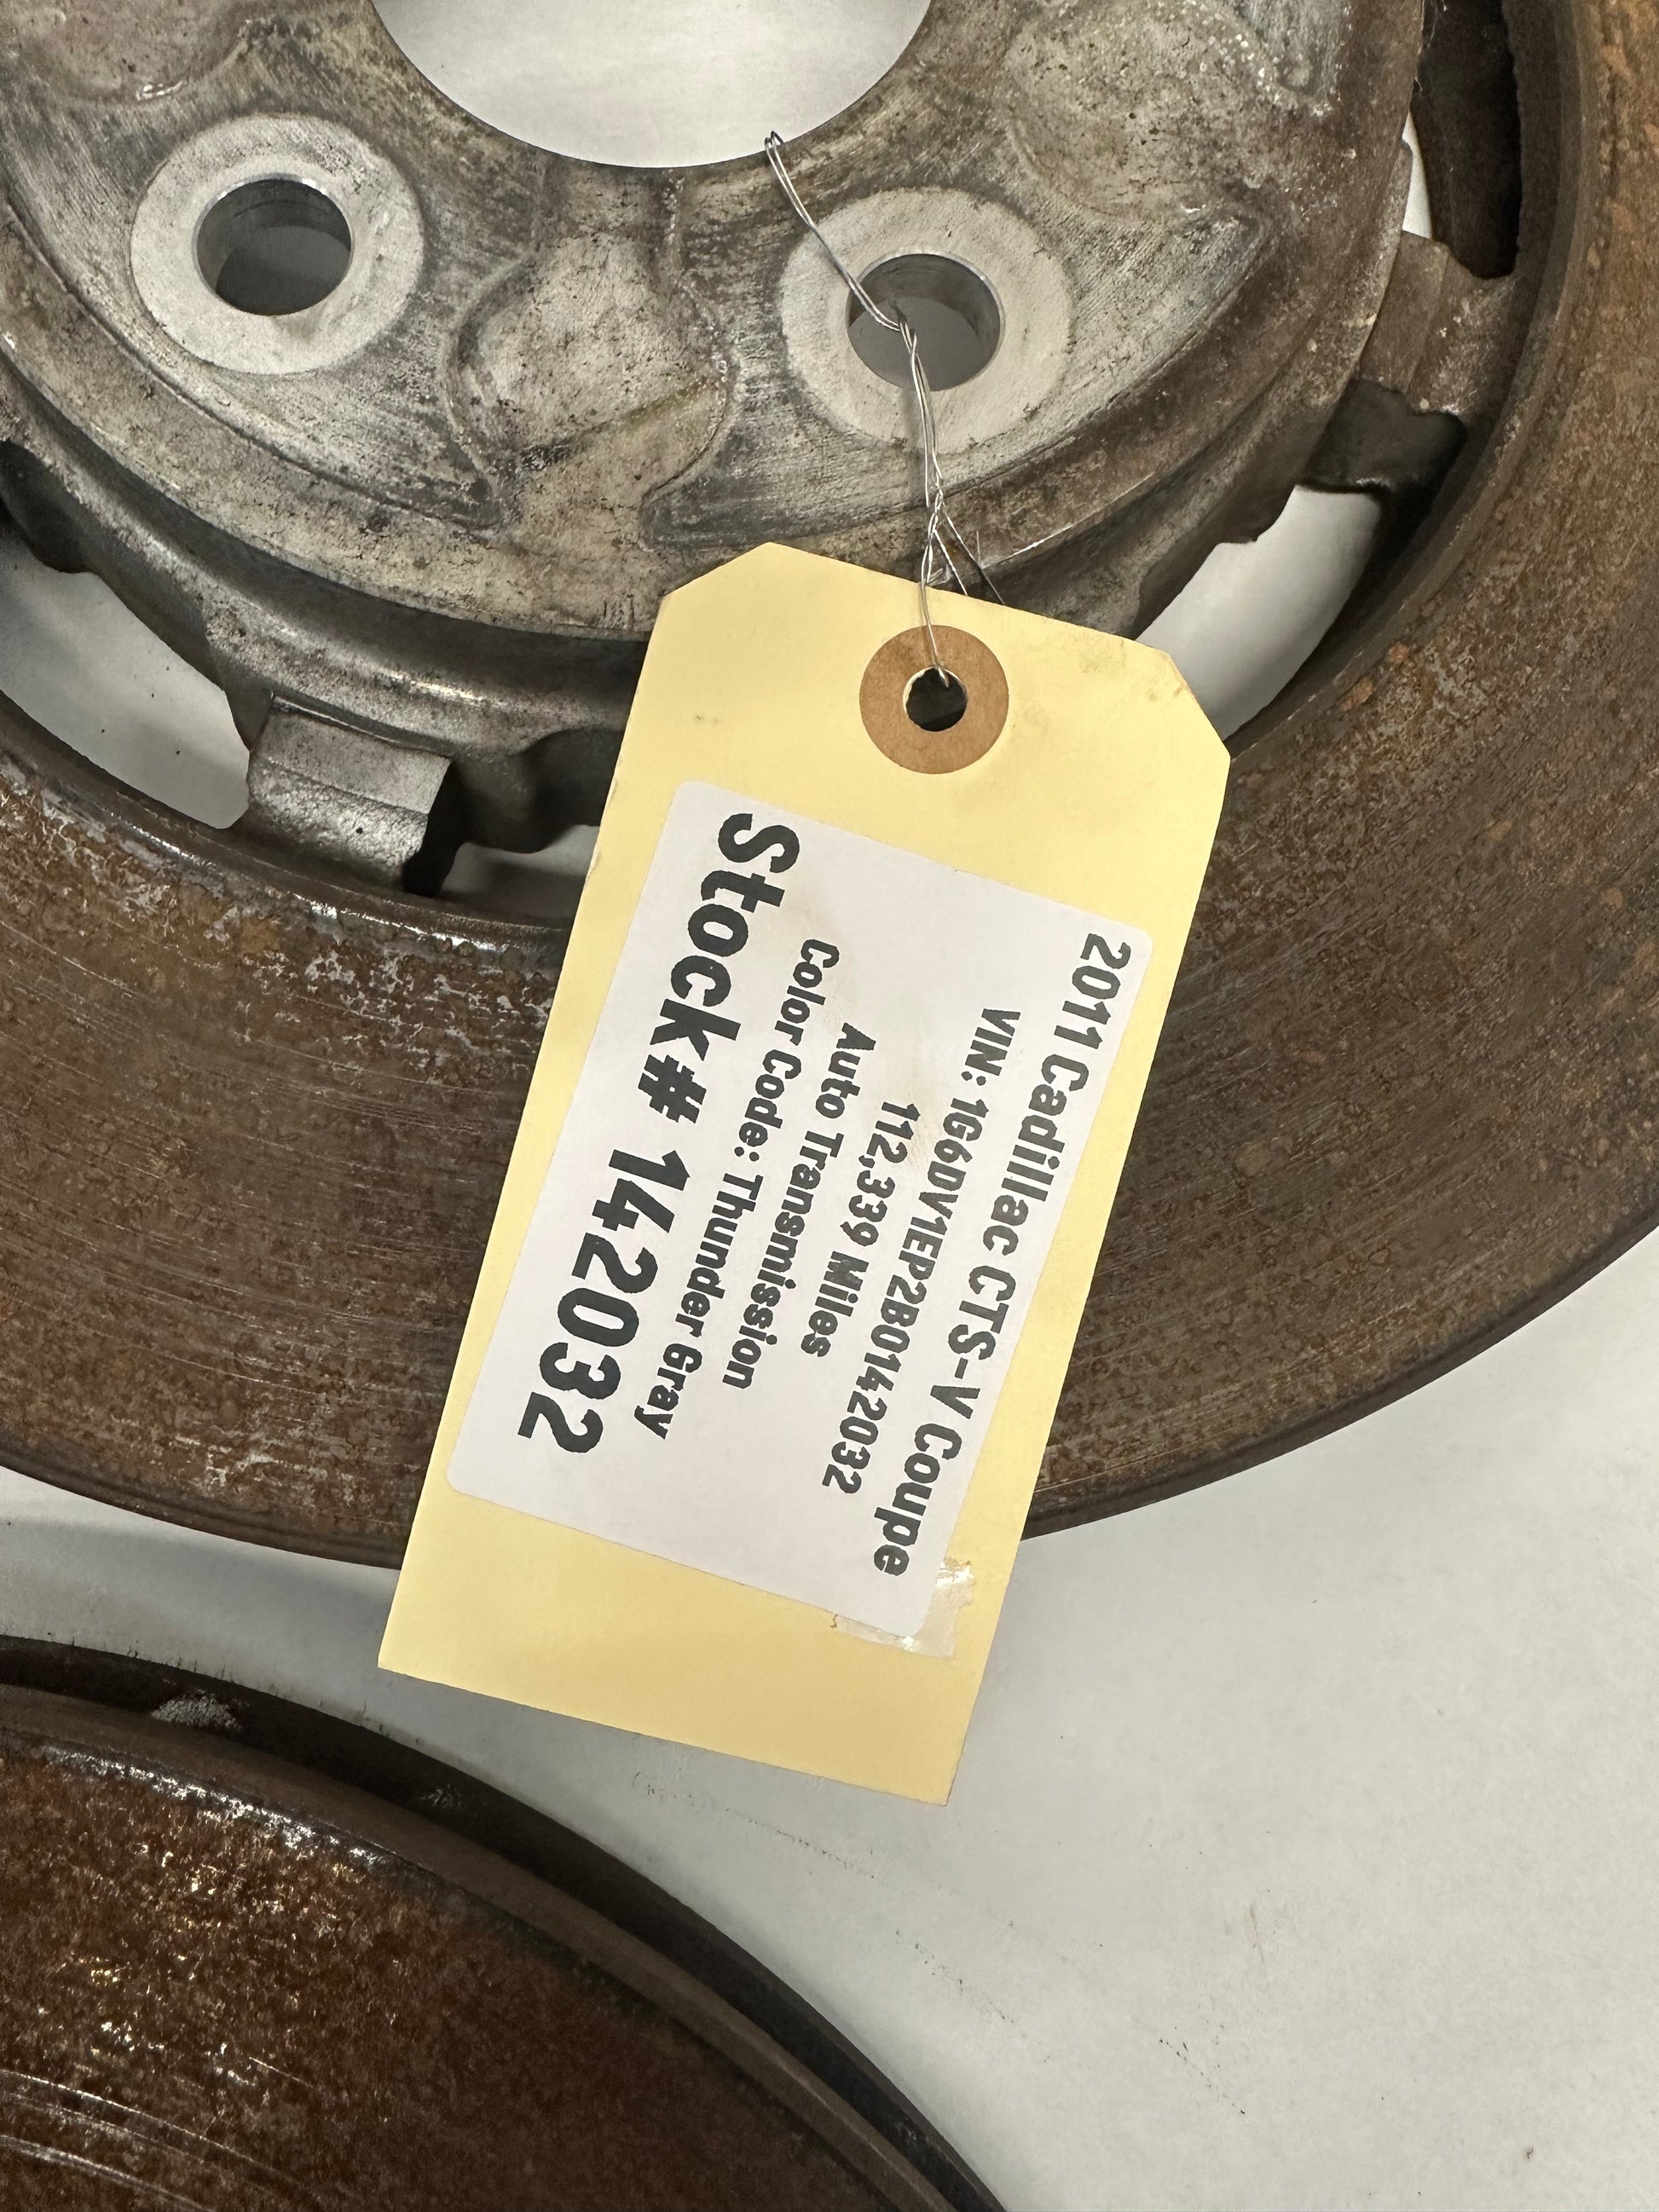 2011 Cadillac CTS-V Coupe
VIN: 1G6DV1EP2B0142032
112,339 Miles
Auto Transmission
Color Code: Thunder Gray
Stock# 142032